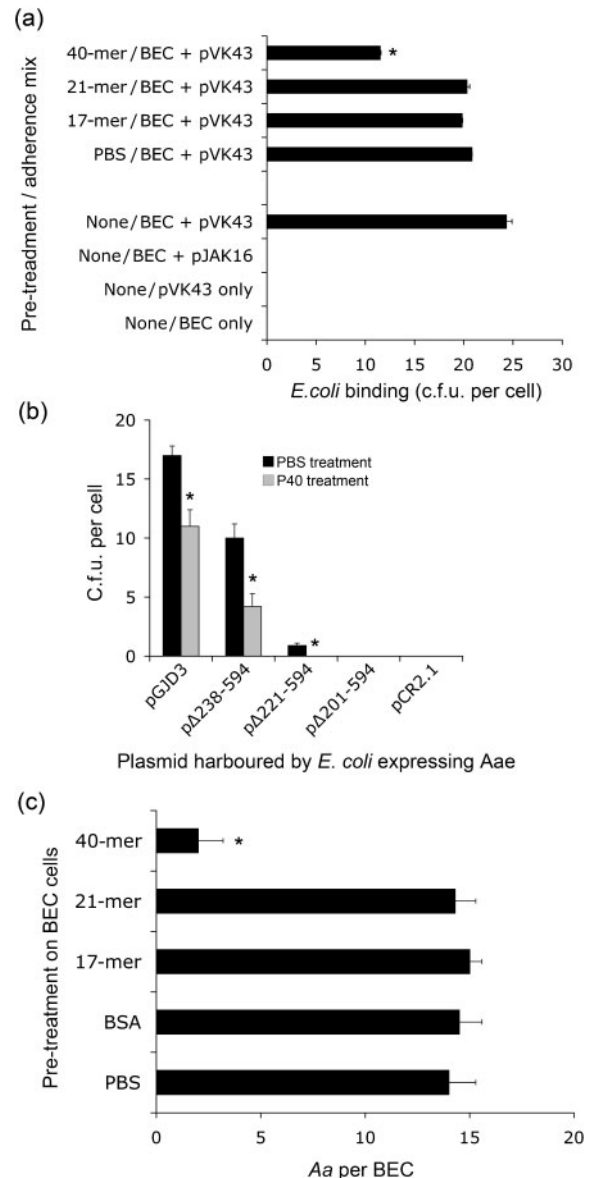 (a)
Pre-treadment / adherence mix
40-mer/BEC + pVK43
*
21-mer/BEC + pVK43
17-mer/BEC + pVK43
PBS/BEC + pVK43
None/BEC + pVK43
None/BEC + pJAK16
None/pVK43 only
None/BEC only
0 5 10 15 20 25 30
E.coli binding (c.f.u. per cell)
(b)
C.f.u. per cell
20
15
10
5
0
PBS treatment
P40 treatment
*
*
*
pGJD3
pΔ238-594
pΔ221-594
pΔ201-594
pCR2.1
Plasmid harboured by E. coli expressing Aae
(c)
Pre-treatment on BEC cells
40-mer
*
21-mer
17-mer
BSA
PBS
0 5 10 15 20
Aa per BEC